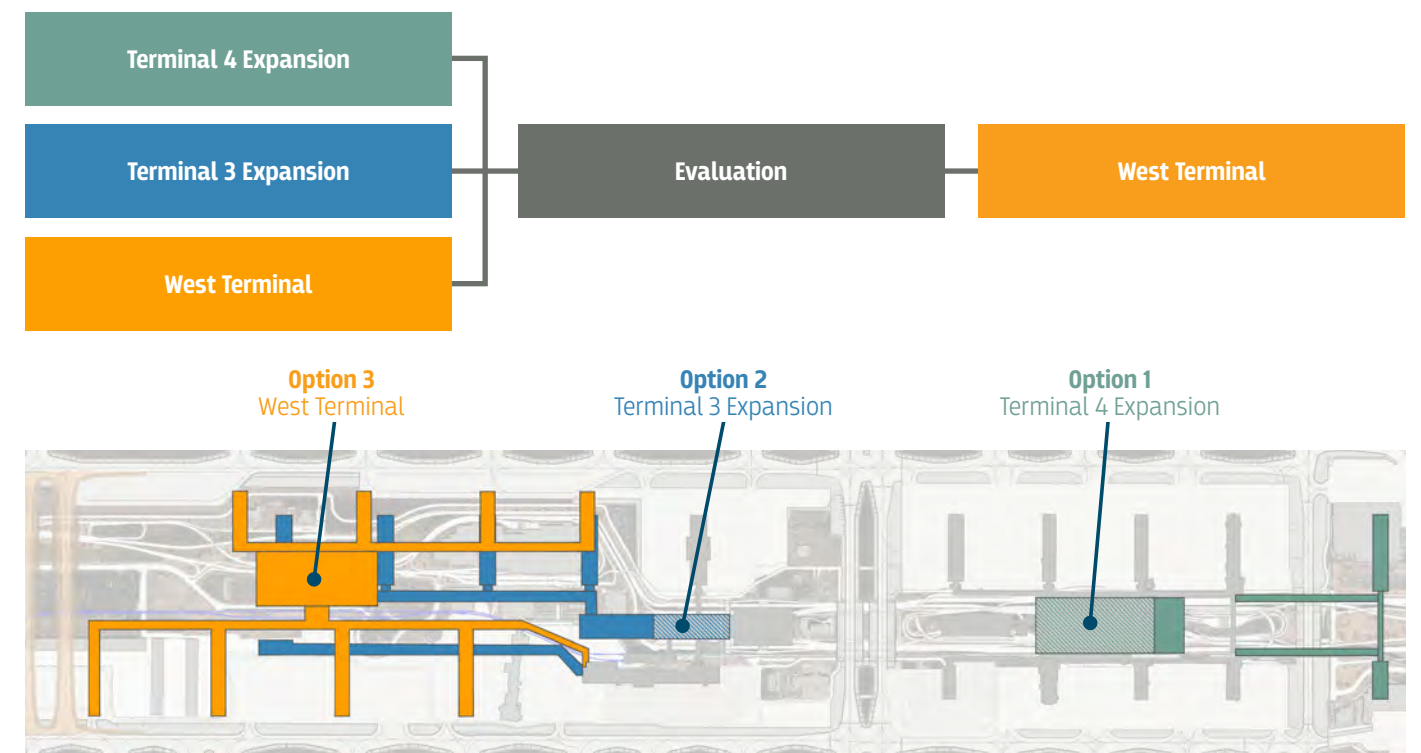 Terminal 4 Expansion
Terminal 3 Expansion
Evaluation
West Terminal
West Terminal
Option 3
West Terminal
Option 2
Terminal 3 Expansion
Option 1
Terminal 4 Expansion